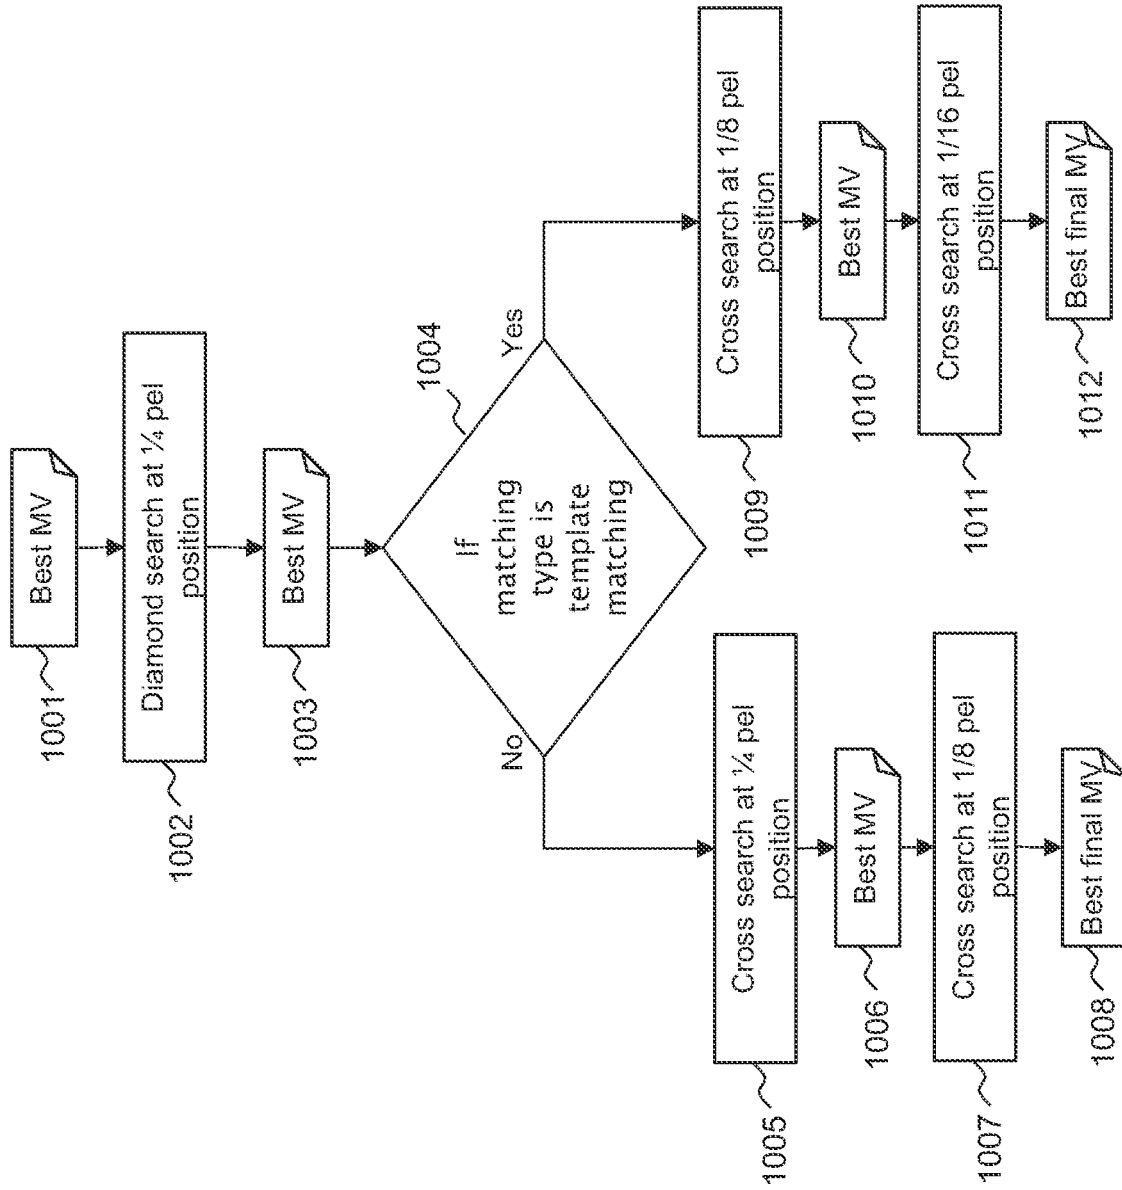 Best MV
1001
Diamond search at ¼ pel
position
1002
Best MV
1003
If
matching
type is
template
matching
1004
No
Yes
Cross search at ¼ pel
position
1005
Best MV
1006
Cross search at 1/8 pel
position
1007
Best final MV
1008
Cross search at 1/8 pel
position
1009
Best MV
1010
Cross search at 1/16 pel
position
1011
Best final MV
1012